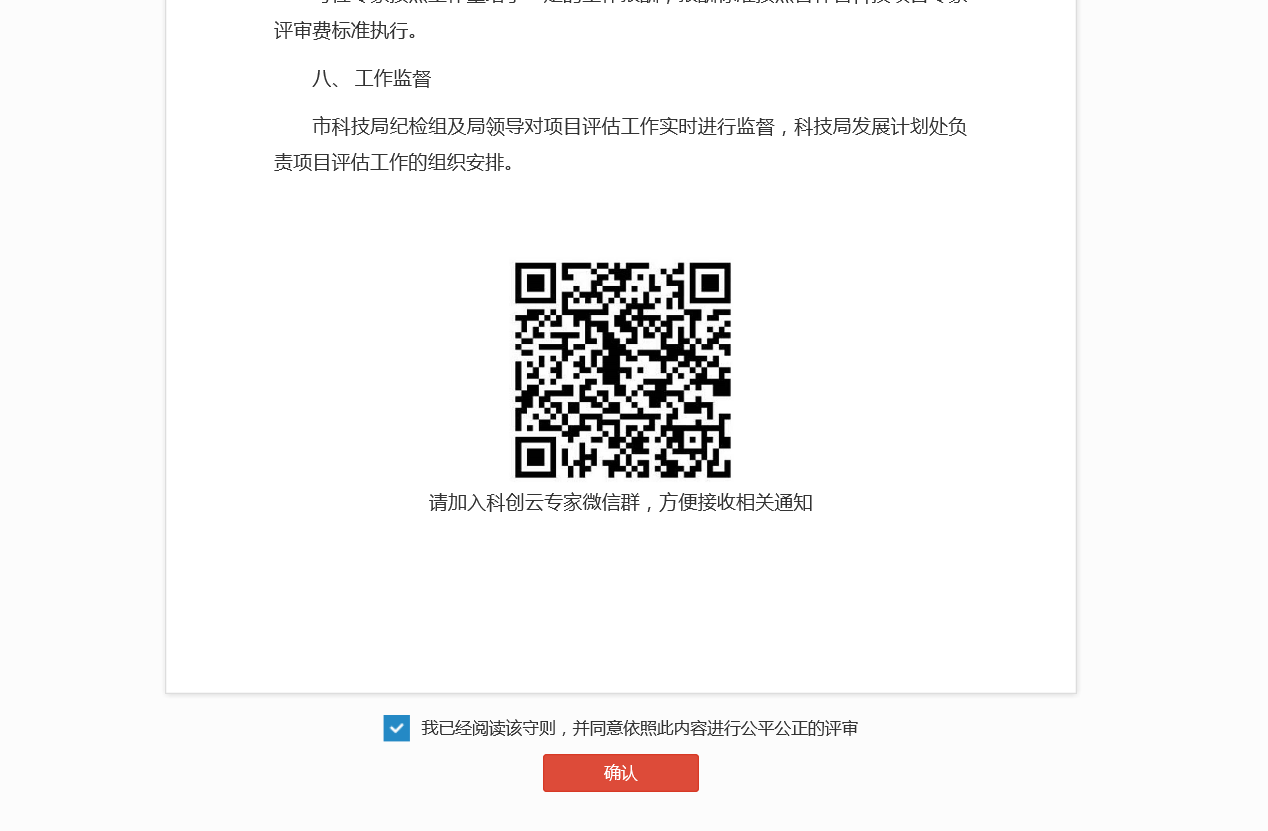 评审费标准执行。
八、 工作监督
市科技局纪检组及局领导对项目评估工作实时进行监督，科技局发展计划处负
责项目评估工作的组织安排。
请加入科创云专家微信群，方便接收相关通知
我已经阅读该守则，并同意依照此内容进行公平公正的评审
确认